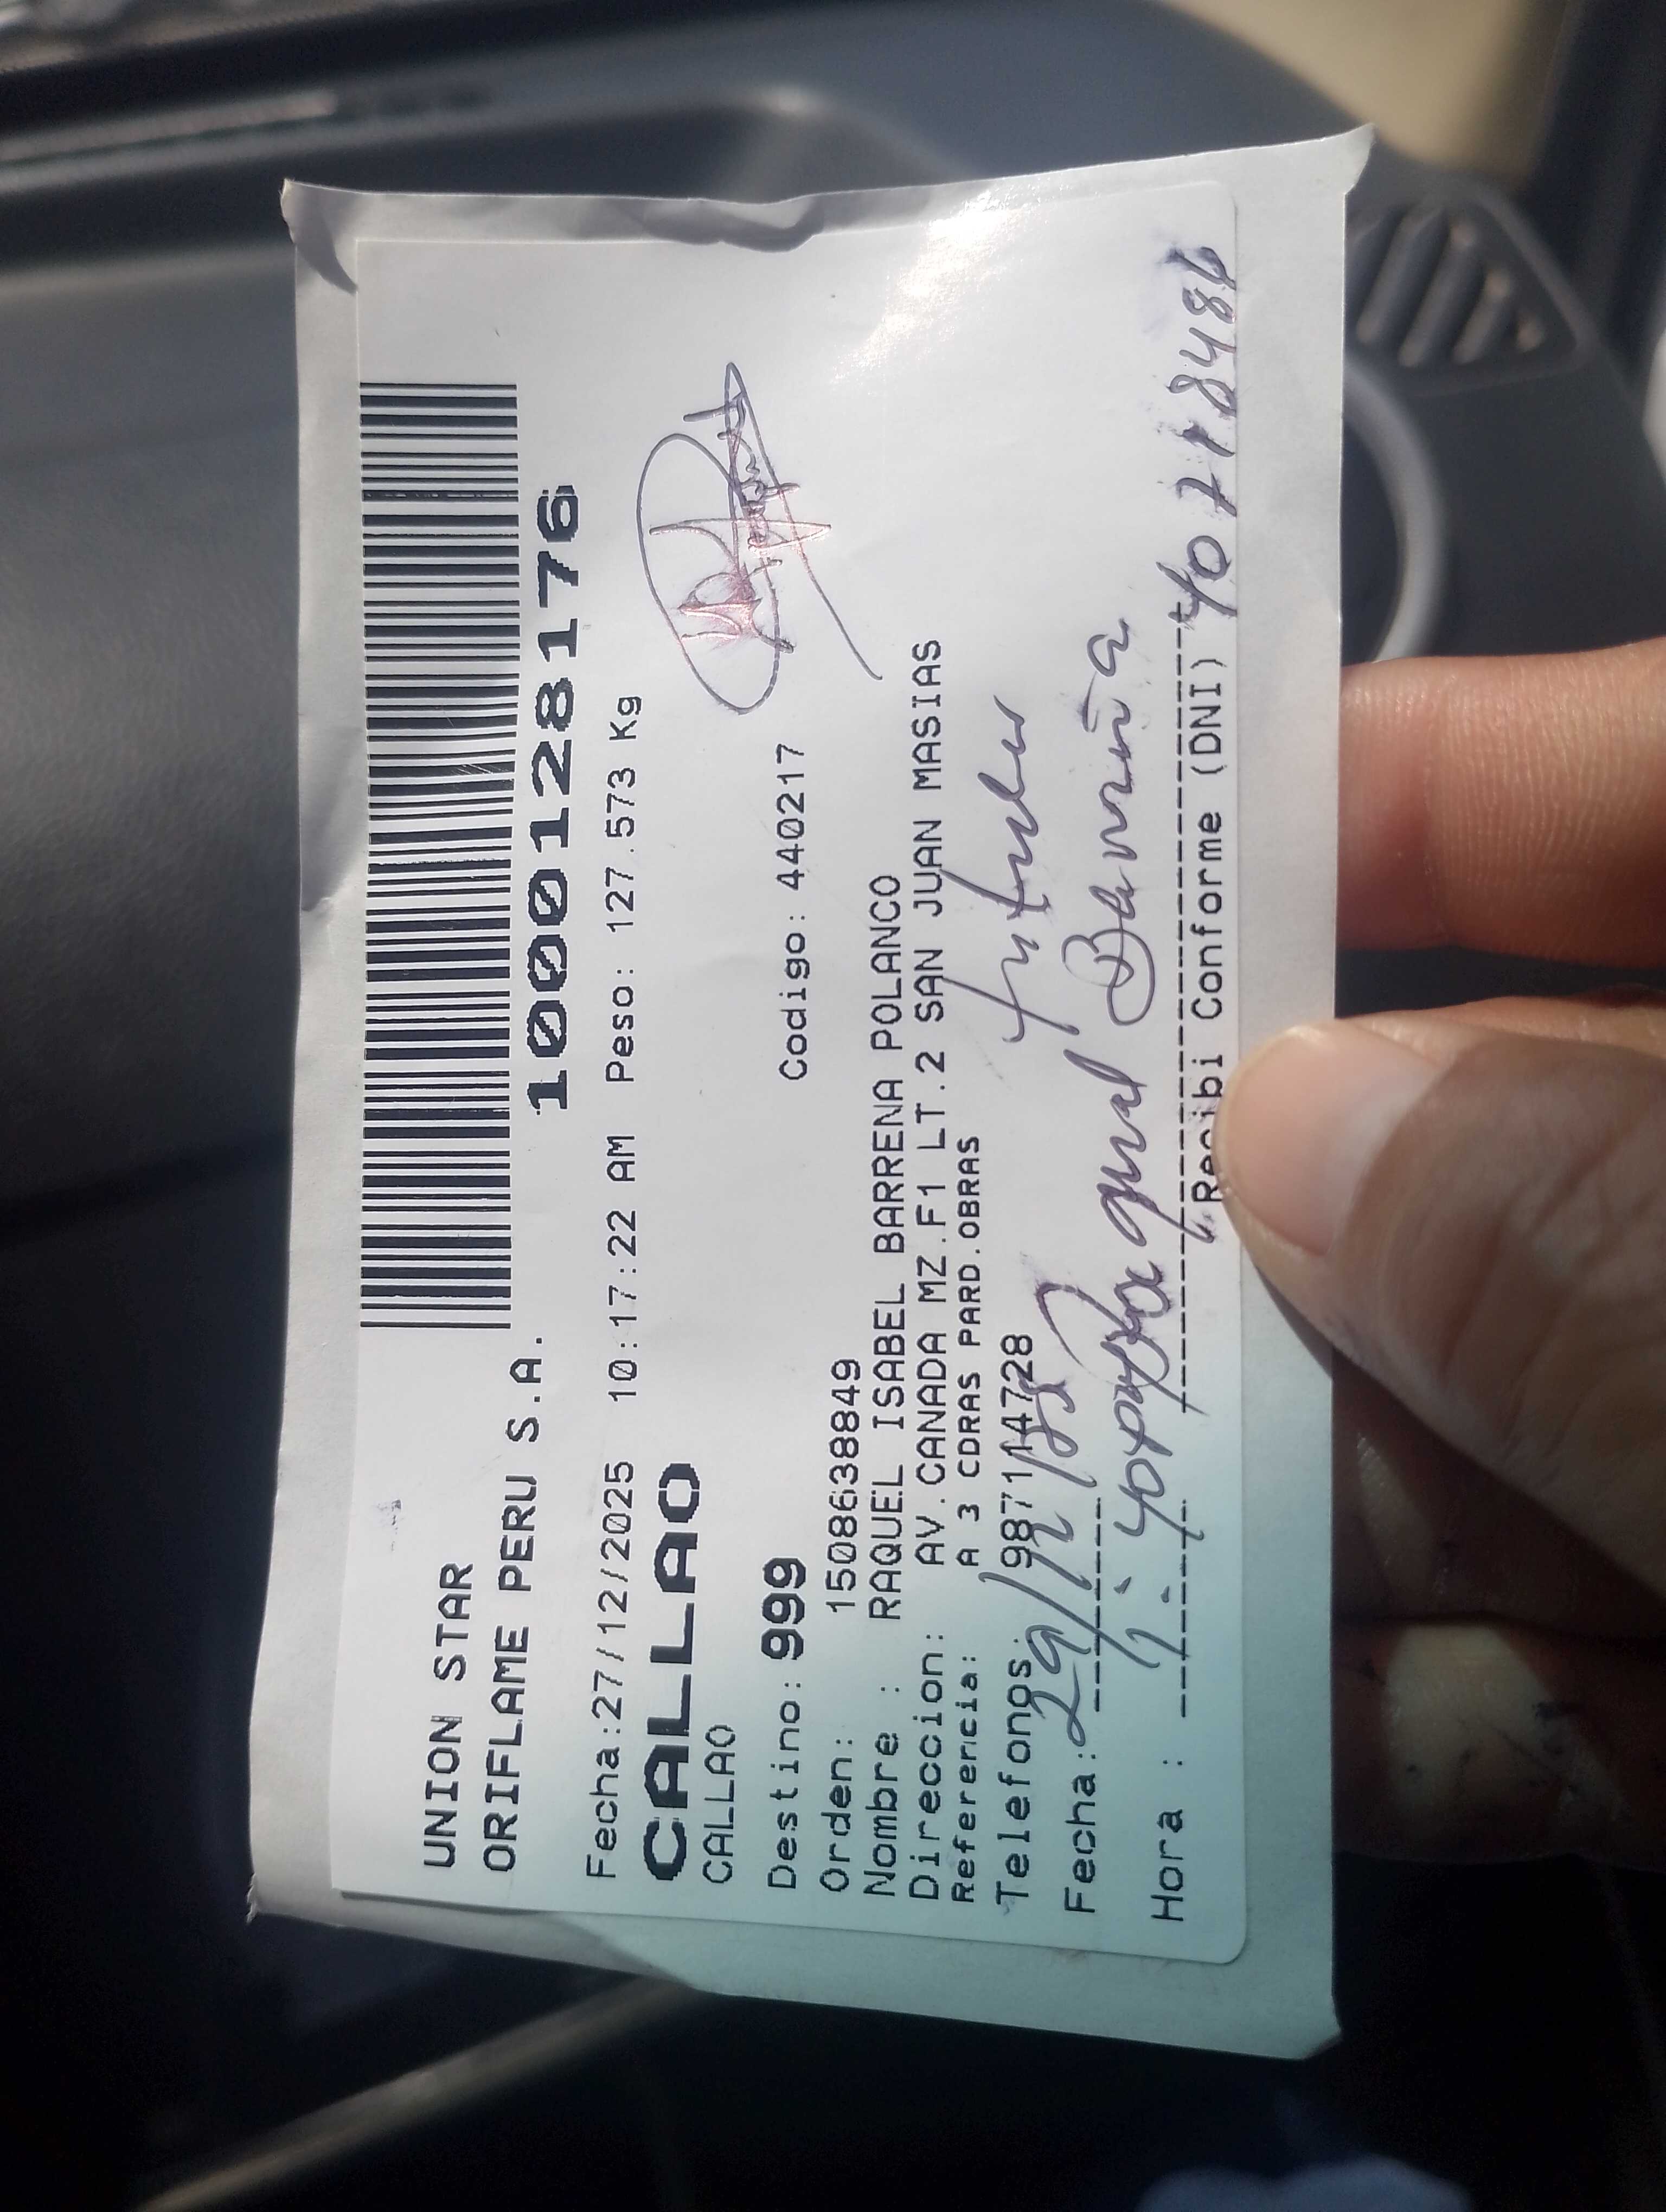 UNION STAR
ORIFLAME PERU S.A.
100128176
Fecha:27/12/2025 10:17:22 AM Peso: 127.573 Kg
CALLAO
CALLAO
Destino: 999 Codigo: 440217
Orden: 1508638849
Nombre : RAQUEL ISABEL BARRENA POLANCO
Direccion: AV.CANADA MZ.F1 LT.2 SAN JUAN MASIAS
Referencia: A 3 CDRAS PARD.OBRAS
Telefonos: 987114728
Fecha: 29/12/25
Hora :
Recibi Conforme (DNI)